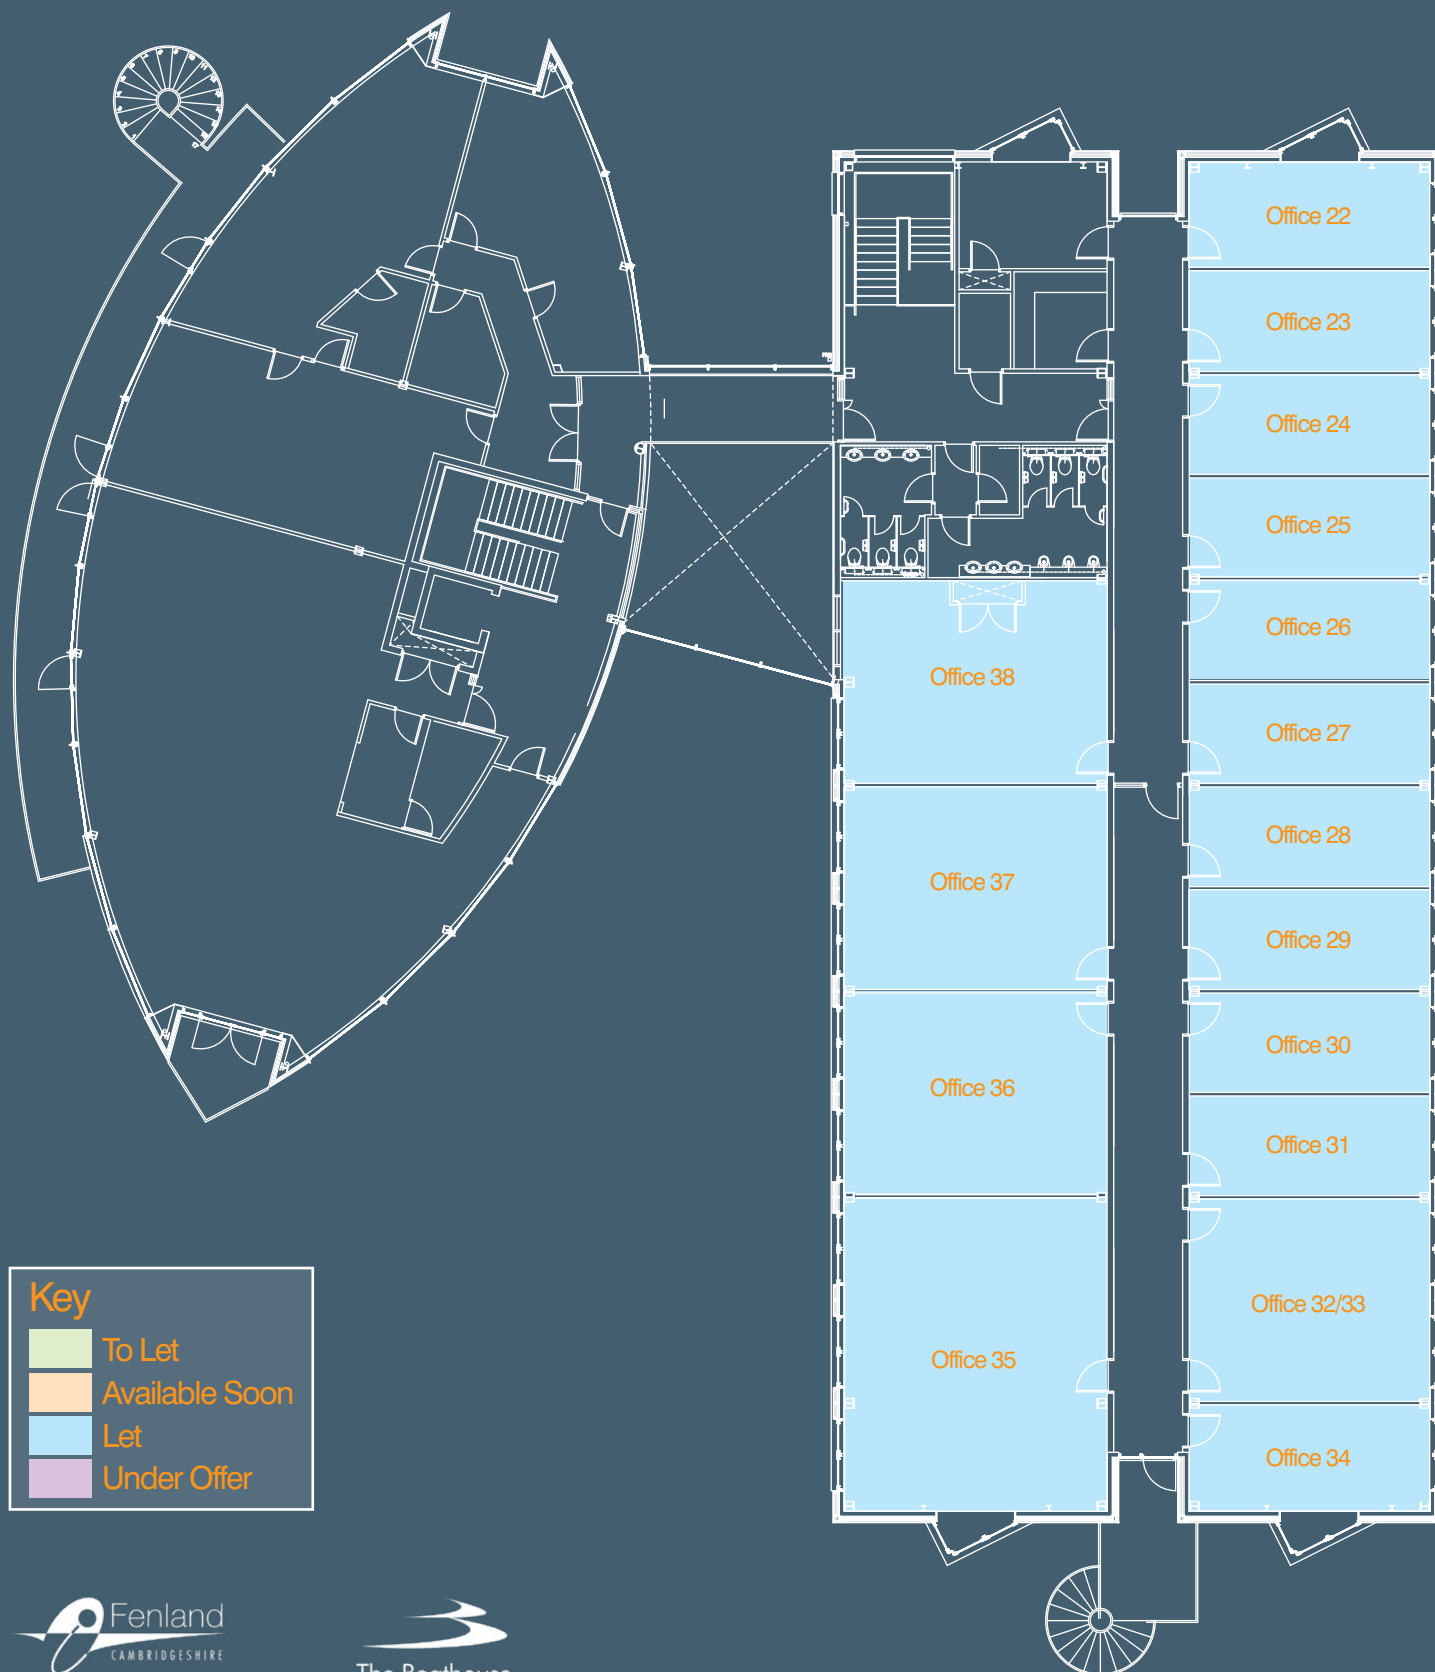 Office 22
Office 23
Office 24
Office 25
Office 26
Office 38
Office 27
Office 28
Office 37
Office 29
Office 30
Office 36
Office 31
Office 32/33
Office 35
Office 34
Key
To Let
Available Soon
Let
Under Offer
Fenland
CAMBRIDGESHIRE
The Boathouse